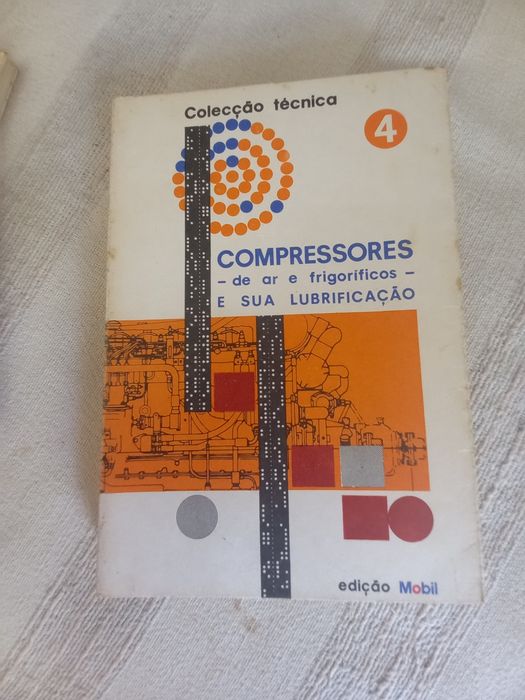 Colecção técnica
4
COMPRESSORES
- de ar e frigoríficos -
E SUA LUBRIFICAÇÃO
edição Mobil